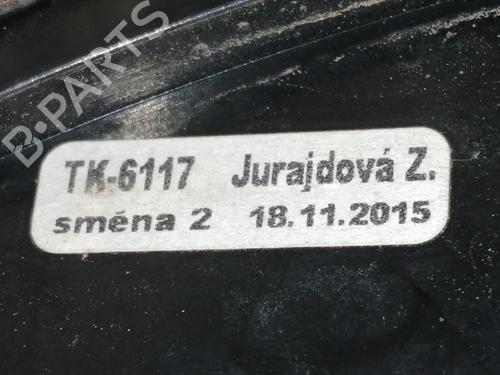 B-PARTS
TK-6117 Jurajdová Z.
směna 2 18.11.2015